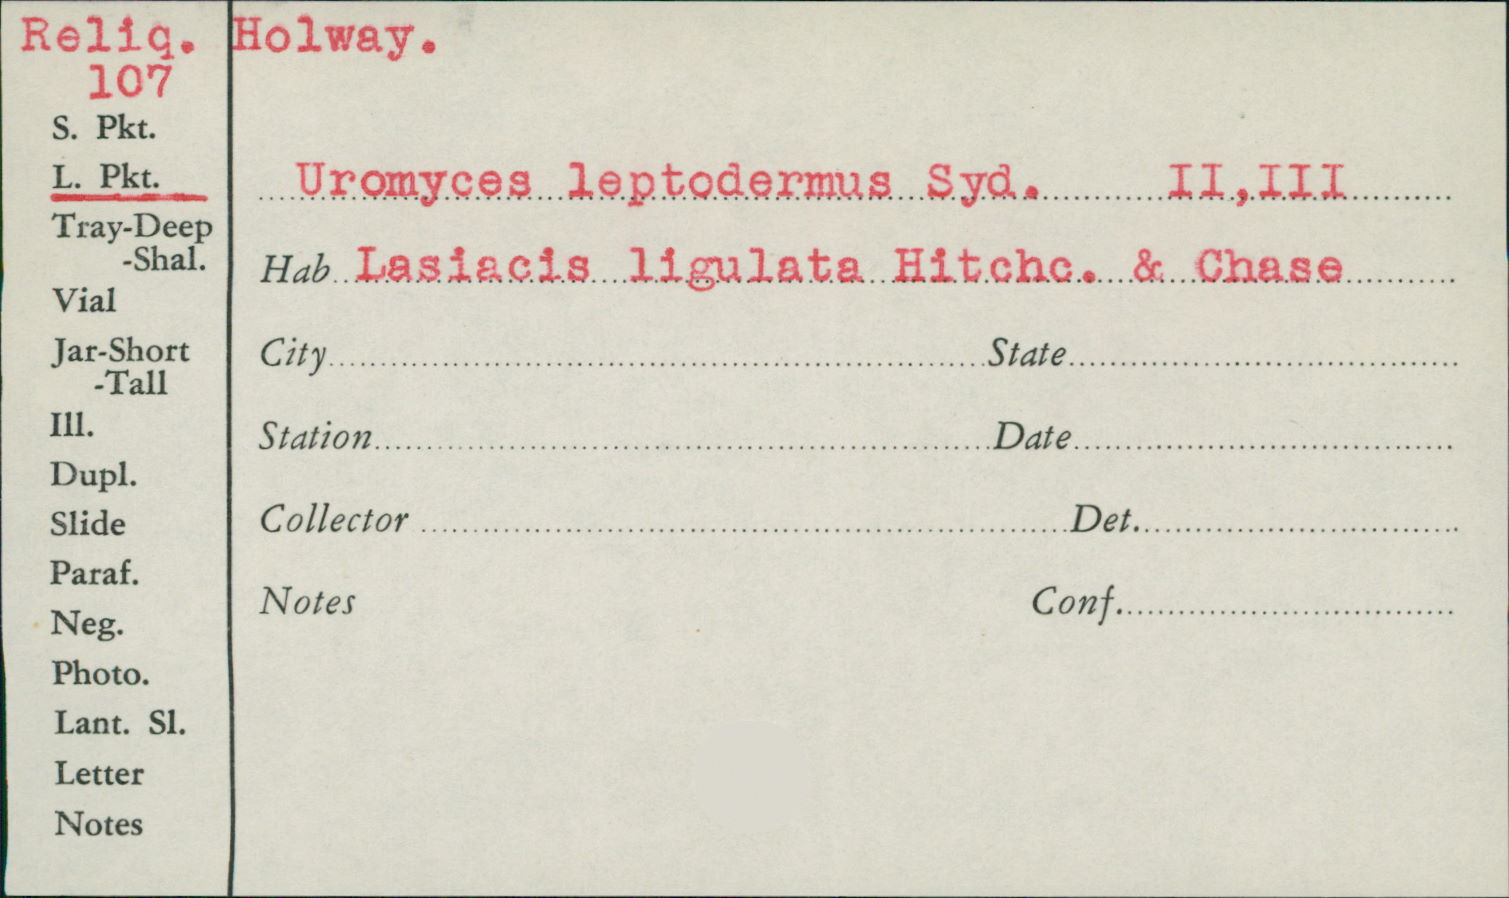 Reliq. Holway.
107
S. Pkt.
L. Pkt.
Uromyces leptodermus Syd. II,III
Tray-Deep
-Shal.
Hab Lasiacis ligulata Hitchc. & Chase
Vial
Jar-Short
-Tall
City State
Ill.
Station Date
Dupl.
Slide
Collector Det.
Paraf.
Notes Conf.
Neg.
Photo.
Lant. Sl.
Letter
Notes